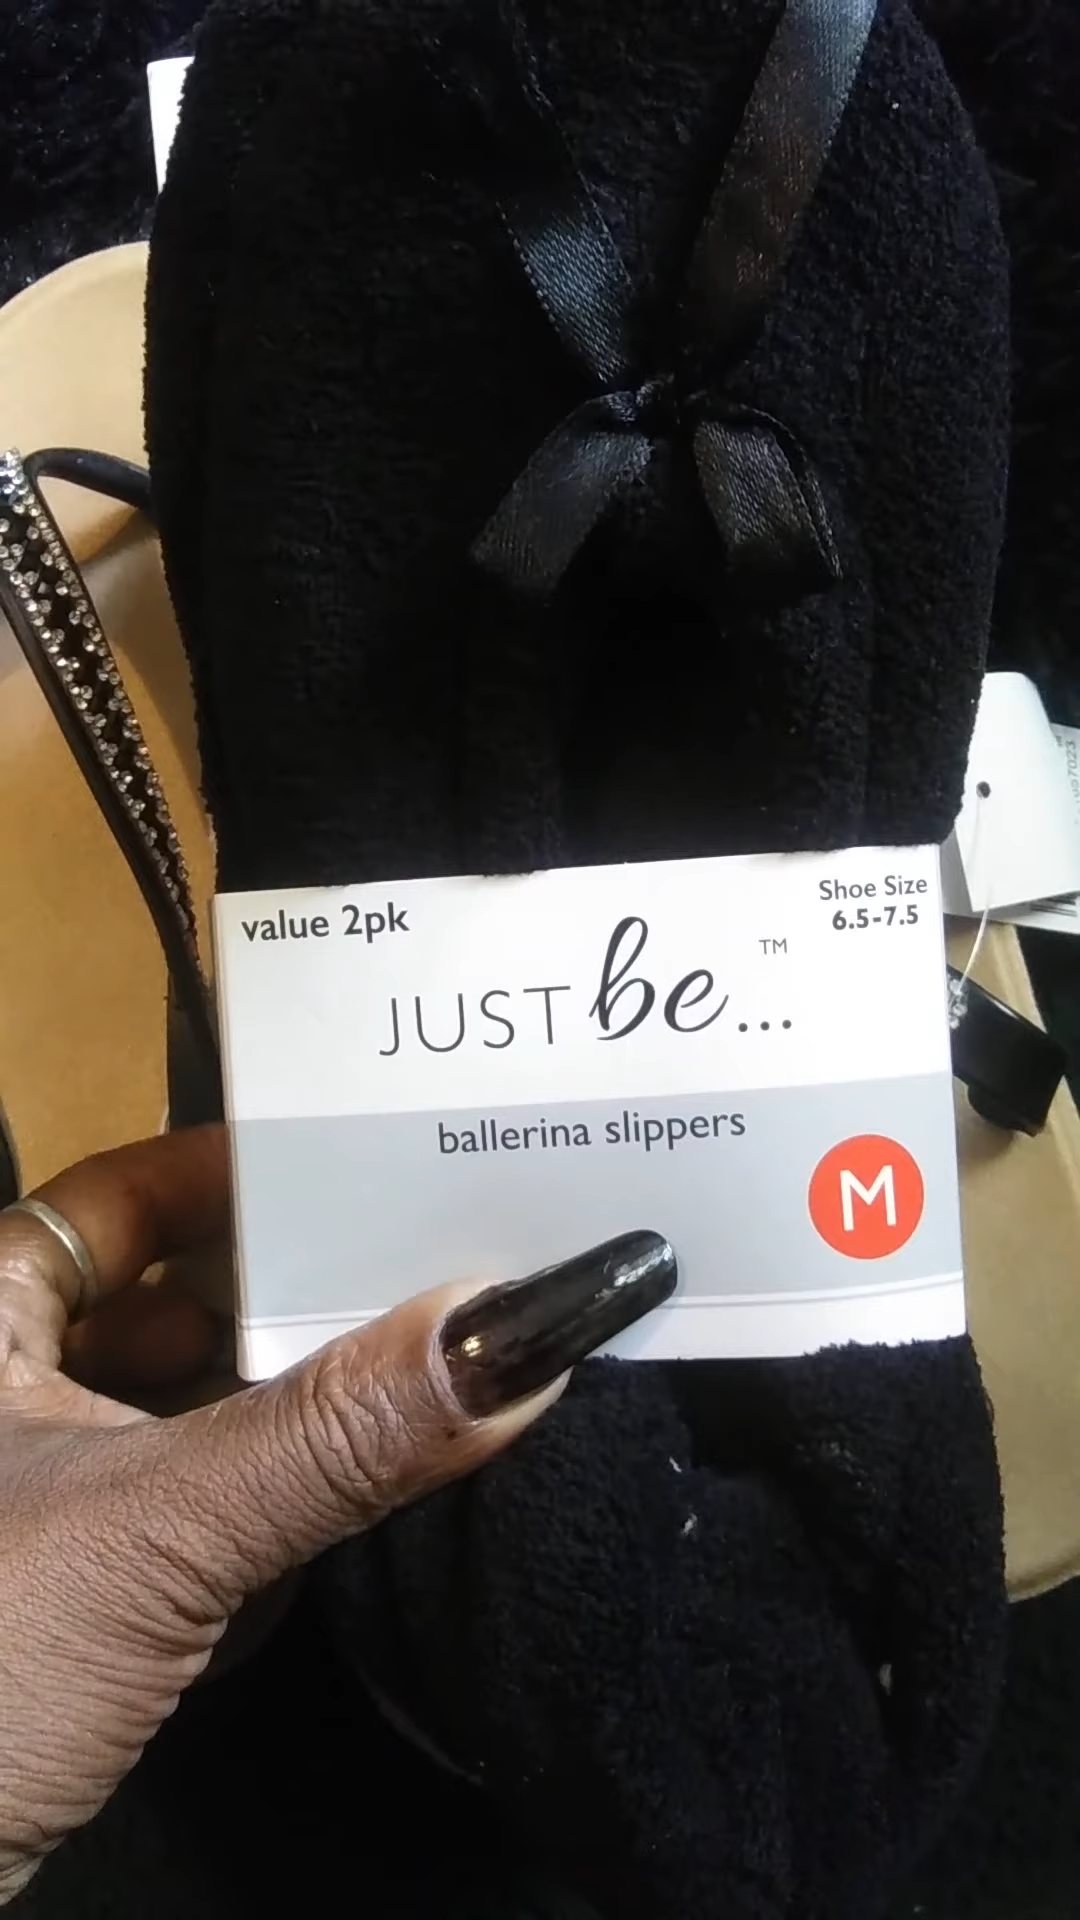 value 2pk
Shoe Size
6.5-7.5
JUST be...™
ballerina slippers
M